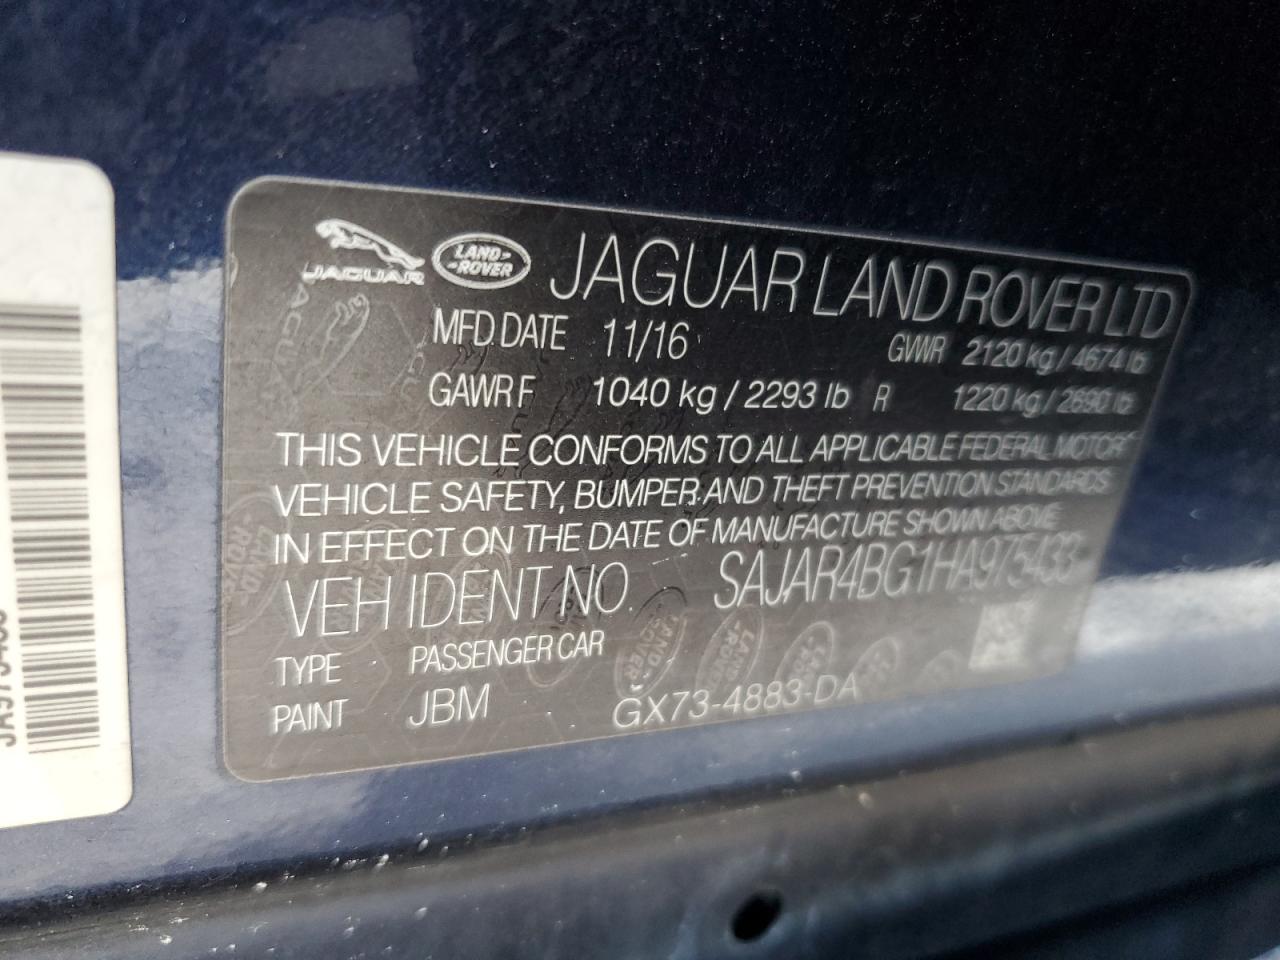 JAGUAR LAND-ROVER JAGUAR LAND ROVER LTD
MFD. DATE 11/16 GVWR 2120 kg / 4674 lb
GAWR F 1040 kg / 2293 lb R 1220 kg / 2690 lb
THIS VEHICLE CONFORMS TO ALL APPLICABLE FEDERAL MOTOR
VEHICLE SAFETY, BUMPER, AND THEFT PREVENTION STANDARDS
IN EFFECT ON THE DATE OF MANUFACTURE SHOWN ABOVE
VEH IDENT NO. SAJAR4BG1HA975433
TYPE PASSENGER CAR
PAINT JBM GX73-4883-DA